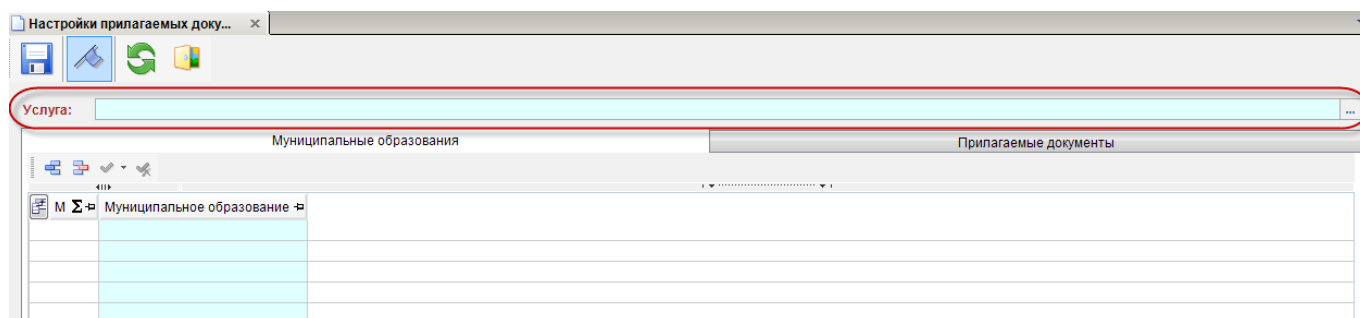 Настройки прилагаемых доку...
Услуга:
...
Муниципальные образования
Прилагаемые документы
М Σ Муниципальное образование